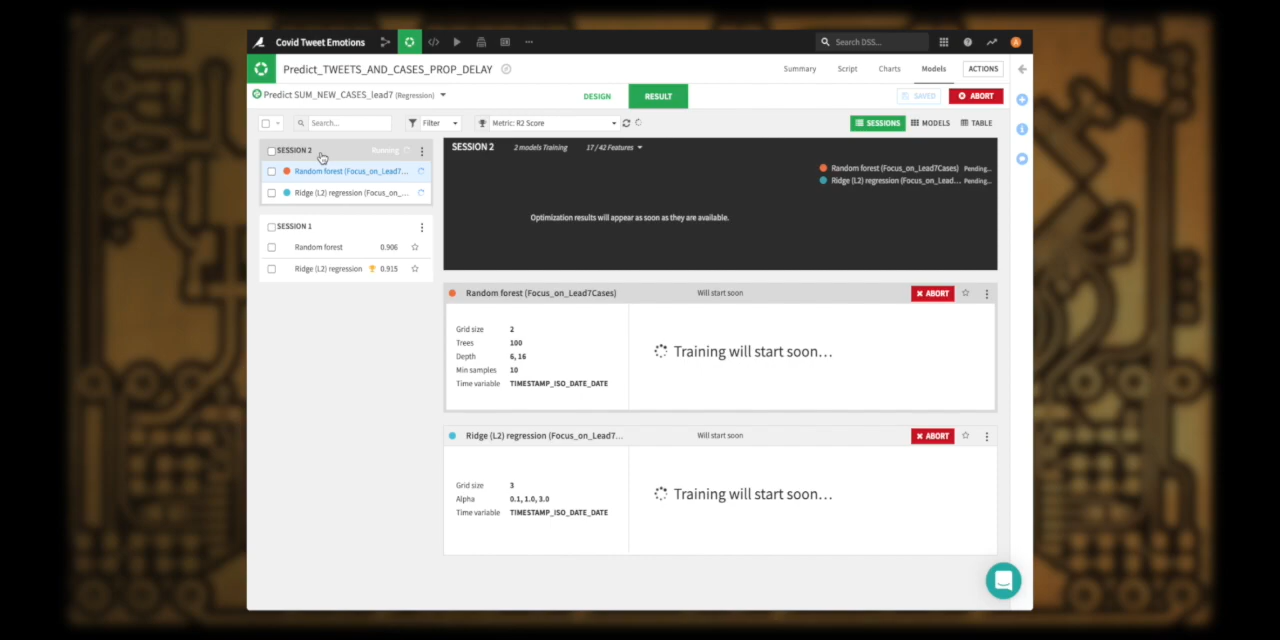 Covid Tweet Emotions
Search DSS...
Predict_TWEETS_AND_CASES_PROP_DELAY
Summary Script Charts Models ACTIONS
Predict SUM_NEW_CASES_lead7 (Regression)
DESIGN RESULT
SAVED ABORT
Search... Filter Metric: R2 Score
SESSIONS MODELS TABLE
SESSION 2 Running
Random forest (Focus_on_Lead7...
Ridge (L2) regression (Focus_on_...
SESSION 1
Random forest 0.906
Ridge (L2) regression 0.915
SESSION 2 2 models Training 17 / 42 Features
Random forest (Focus_on_Lead7Cases) Pending...
Ridge (L2) regression (Focus_on_Lead... Pending...
Optimization results will appear as soon as they are available.
Random forest (Focus_on_Lead7Cases) Will start soon ABORT
Grid size 2
Trees 100
Depth 6, 16
Min samples 10
Time variable TIMESTAMP_ISO_DATE_DATE
Training will start soon...
Ridge (L2) regression (Focus_on_Lead7... Will start soon ABORT
Grid size 3
Alpha 0.1, 1.0, 3.0
Time variable TIMESTAMP_ISO_DATE_DATE
Training will start soon...